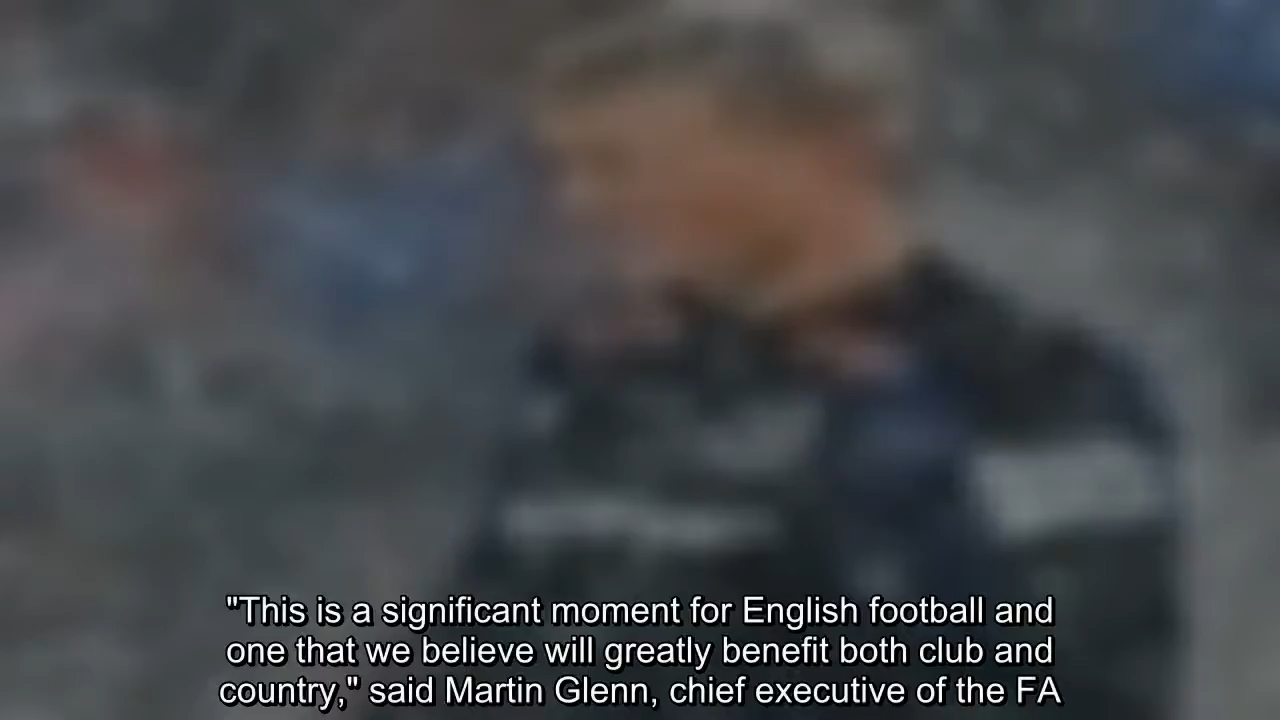 "This is a significant moment for English football and
one that we believe will greatly benefit both club and
country," said Martin Glenn, chief executive of the FA